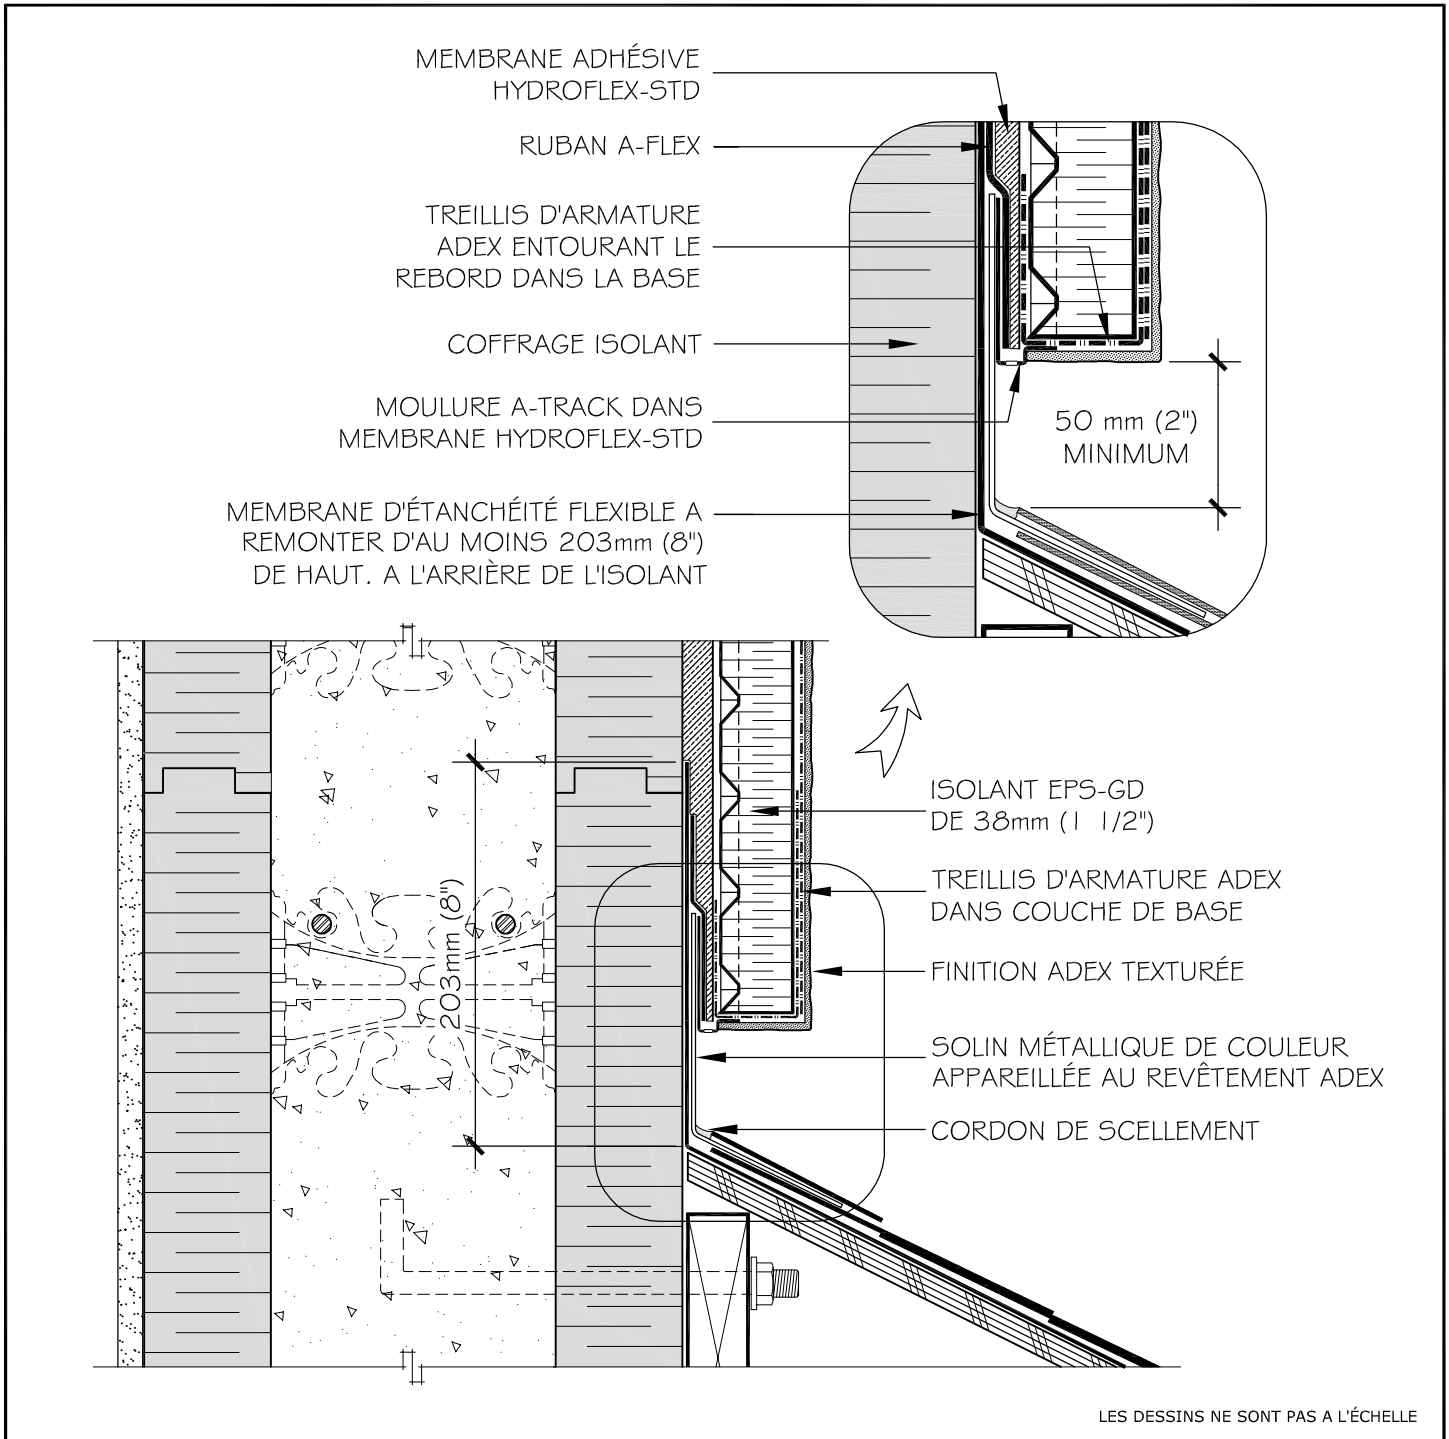 MEMBRANE ADHÉSIVE
HYDROFLEX-STD
RUBAN A-FLEX
TREILLIS D'ARMATURE
ADEX ENTOURANT LE
REBORD DANS LA BASE
COFFRAGE ISOLANT
MOULURE A-TRACK DANS
MEMBRANE HYDROFLEX-STD
MEMBRANE D'ÉTANCHÉITÉ FLEXIBLE A
REMONTER D'AU MOINS 203mm (8")
DE HAUT. A L'ARRIÈRE DE L'ISOLANT
50 mm (2")
MINIMUM
203mm (8")
ISOLANT EPS-GD
DE 38mm (1 1/2")
TREILLIS D'ARMATURE ADEX
DANS COUCHE DE BASE
FINITION ADEX TEXTURÉE
SOLIN MÉTALLIQUE DE COULEUR
APPAREILLÉE AU REVÊTEMENT ADEX
CORDON DE SCELLEMENT
LES DESSINS NE SONT PAS A L'ÉCHELLE